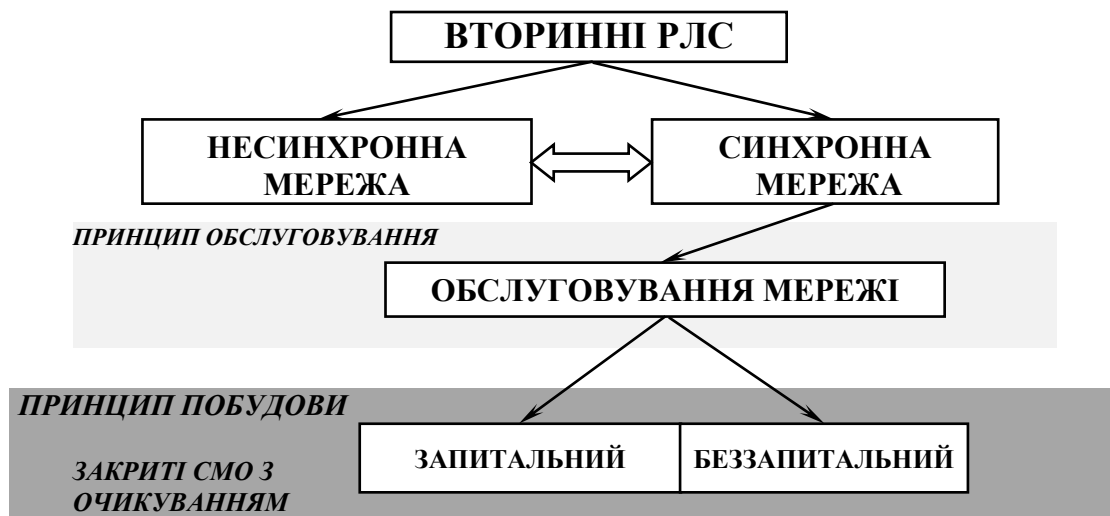 ВТОРИННІ РЛС
НЕСИНХРОННА
МЕРЕЖА
СИНХРОННА
МЕРЕЖА
ПРИНЦИП ОБСЛУГОВУВАННЯ
ОБСЛУГОВУВАННЯ МЕРЕЖІ
ПРИНЦИП ПОБУДОВИ
ЗАПИТАЛЬНИЙ
БЕЗЗАПИТАЛЬНИЙ
ЗАКРИТІ СМО З
ОЧИКУВАННЯМ